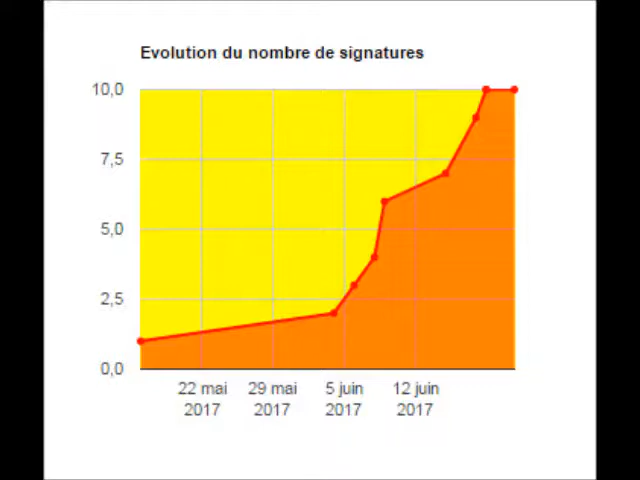 Evolution du nombre de signatures
10,0
7,5
5,0
2,5
0,0
22 mai 29 mai 5 juin 12 juin
2017 2017 2017 2017